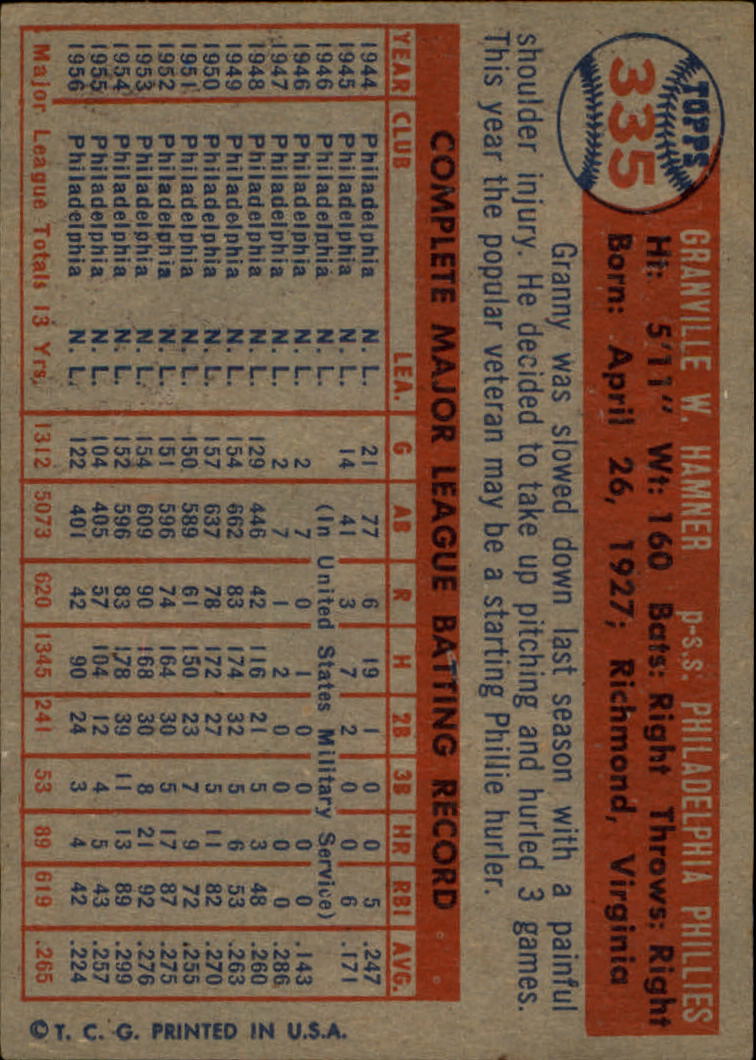 TOPPS
335
GRANVILLE W. HAMNER p-s.s. PHILADELPHIA PHILLIES
Ht: 5'11" Wt: 160 Bats: Right Throws: Right
Born: April 26, 1927; Richmond, Virginia
Granny was slowed down last season with a painful
shoulder injury. He decided to take up pitching and hurled 3 games.
This year the popular veteran may be a starting Phillie hurler.
COMPLETE MAJOR LEAGUE BATTING RECORD
YEAR CLUB LEA. G AB R H 2B 3B HR RBI AVG.
1944 Philadelphia N. L. 21 77 6 19 1 0 0 5 .247
1945 Philadelphia N. L. 14 41 3 7 2 0 0 6 .171
1946 Philadelphia N. L. (In United States Military Service)
1946 Philadelphia N. L. 2 7 0 1 0 0 0 0 .143
1947 Philadelphia N. L. 2 7 1 2 0 0 0 0 .286
1948 Philadelphia N. L. 129 446 42 116 21 5 3 48 .260
1949 Philadelphia N. L. 154 662 83 174 32 5 6 53 .263
1950 Philadelphia N. L. 157 637 78 172 27 5 11 82 .270
1951 Philadelphia N. L. 150 589 61 150 23 7 9 72 .255
1952 Philadelphia N. L. 151 596 74 164 30 5 17 87 .275
1953 Philadelphia N. L. 154 609 90 168 30 8 21 92 .276
1954 Philadelphia N. L. 152 596 83 178 39 11 13 89 .299
1955 Philadelphia N. L. 104 405 57 104 12 4 5 43 .257
1956 Philadelphia N. L. 122 401 42 90 24 3 4 42 .224
Major League Totals 13 Yrs. 1312 5073 620 1345 241 53 89 619 .265
© T. C. G. PRINTED IN U.S.A.